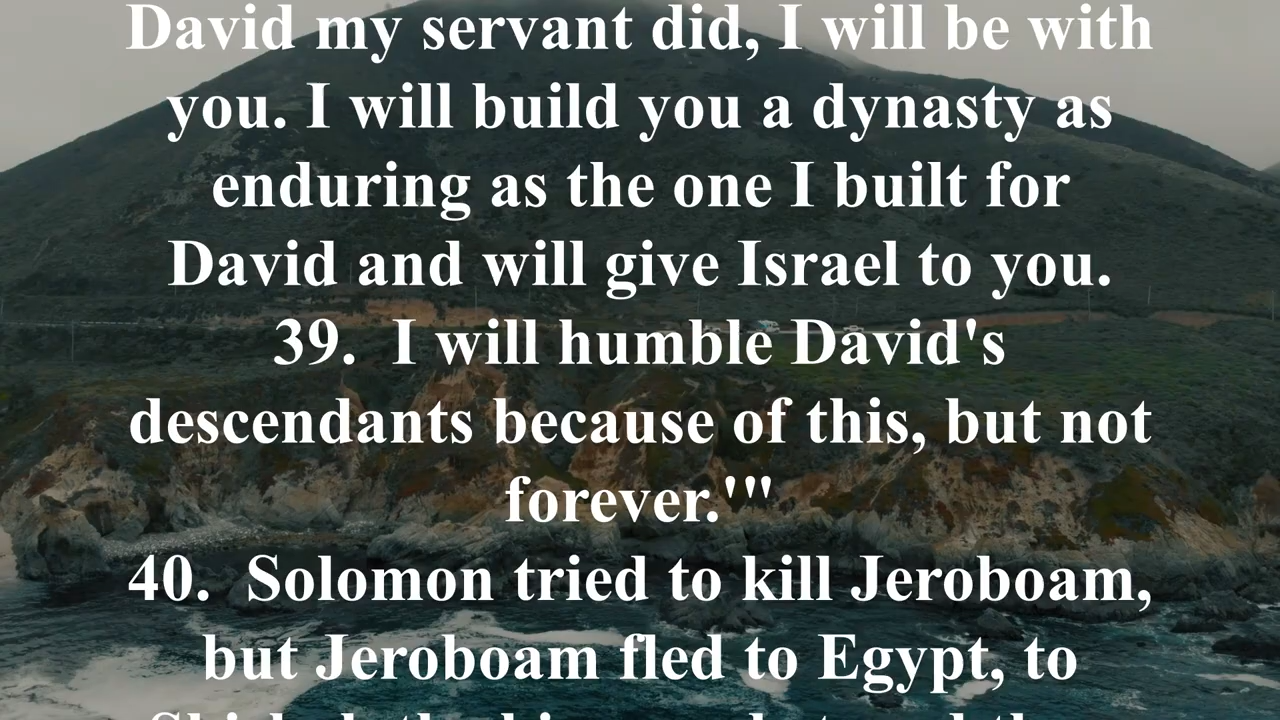 David my servant did, I will be with
you. I will build you a dynasty as
enduring as the one I built for
David and will give Israel to you.
39.  I will humble David's
descendants because of this, but not
forever.'"
40.  Solomon tried to kill Jeroboam,
but Jeroboam fled to Egypt, to